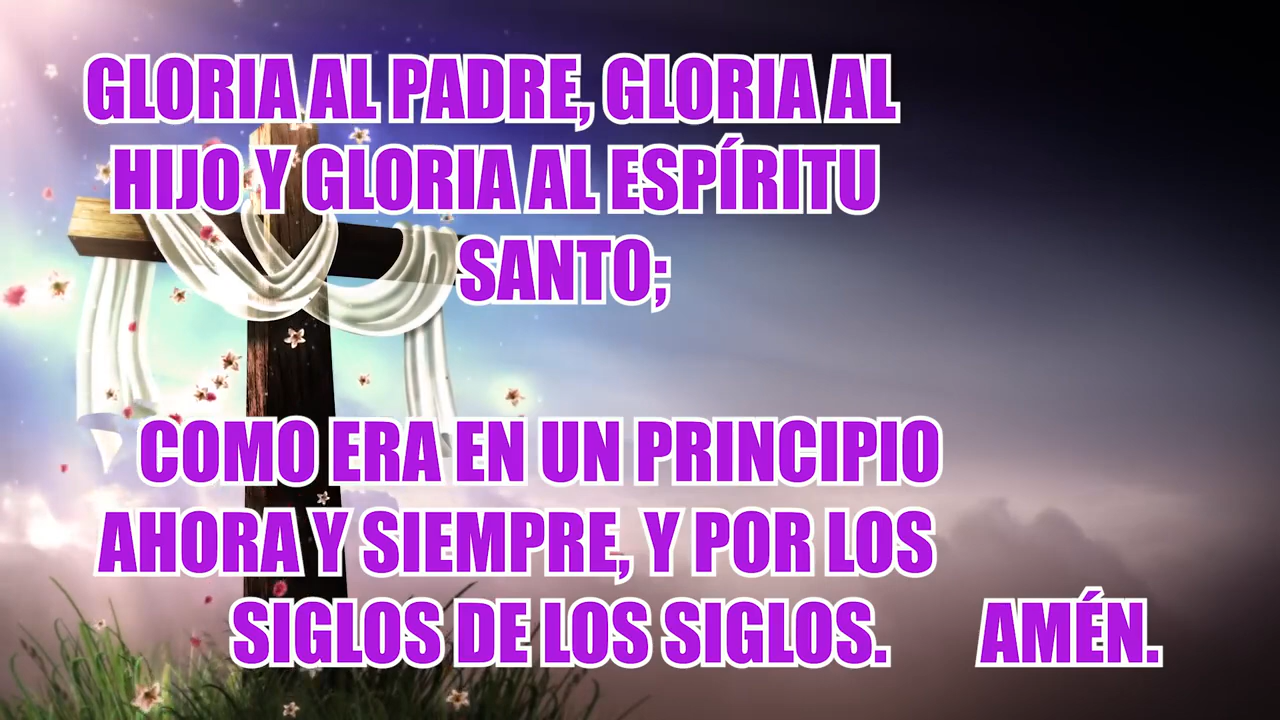 GLORIA AL PADRE, GLORIA AL
HIJO Y GLORIA AL ESPÍRITU
SANTO;
COMO ERA EN UN PRINCIPIO
AHORA Y SIEMPRE, Y POR LOS
SIGLOS DE LOS SIGLOS. AMÉN.